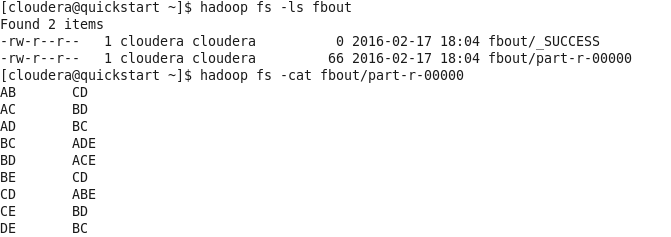 [cloudera@quickstart ~]$ hadoop fs -ls fbout
Found 2 items
-rw-r--r--   1 cloudera cloudera          0 2016-02-17 18:04 fbout/_SUCCESS
-rw-r--r--   1 cloudera cloudera         66 2016-02-17 18:04 fbout/part-r-00000
[cloudera@quickstart ~]$ hadoop fs -cat fbout/part-r-00000
AB       CD
AC       BD
AD       BC
BC       ADE
BD       ACE
BE       CD
CD       ABE
CE       BD
DE       BC